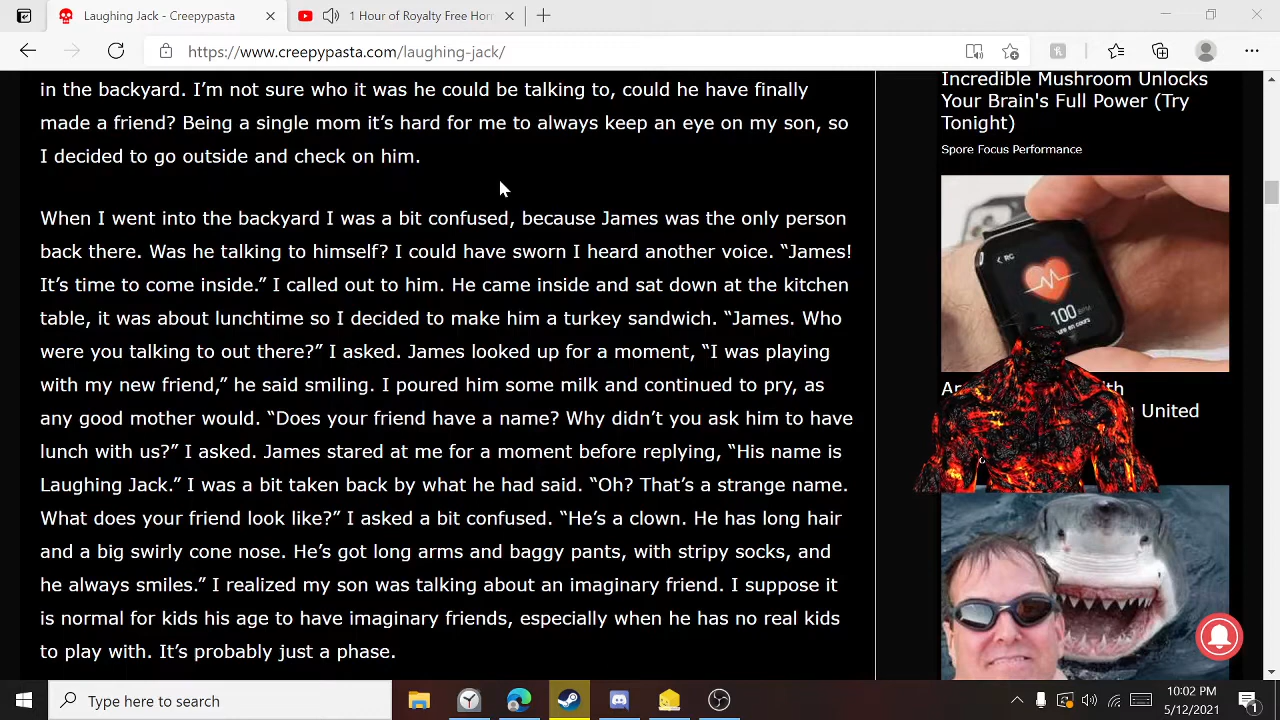 Laughing Jack - Creepypasta
1 Hour of Royalty Free Hor
https://www.creepypasta.com/laughing-jack/
in the backyard. I’m not sure who it was he could be talking to, could he have finally
made a friend? Being a single mom it’s hard for me to always keep an eye on my son, so
I decided to go outside and check on him.
When I went into the backyard I was a bit confused, because James was the only person
back there. Was he talking to himself? I could have sworn I heard another voice. “James!
It’s time to come inside.” I called out to him. He came inside and sat down at the kitchen
table, it was about lunchtime so I decided to make him a turkey sandwich. “James. Who
were you talking to out there?” I asked. James looked up for a moment, “I was playing
with my new friend,” he said smiling. I poured him some milk and continued to pry, as
any good mother would. “Does your friend have a name? Why didn’t you ask him to have
lunch with us?” I asked. James stared at me for a moment before replying, “His name is
Laughing Jack.” I was a bit taken back by what he had said. “Oh? That’s a strange name.
What does your friend look like?” I asked a bit confused. “He’s a clown. He has long hair
and a big swirly cone nose. He’s got long arms and baggy pants, with stripy socks, and
he always smiles.” I realized my son was talking about an imaginary friend. I suppose it
is normal for kids his age to have imaginary friends, especially when he has no real kids
to play with. It’s probably just a phase.
Incredible Mushroom Unlocks
Your Brain's Full Power (Try
Tonight)
Spore Focus Performance
RC
100 BPM
ure en cours
United
Type here to search
10:02 PM
5/12/2021
1